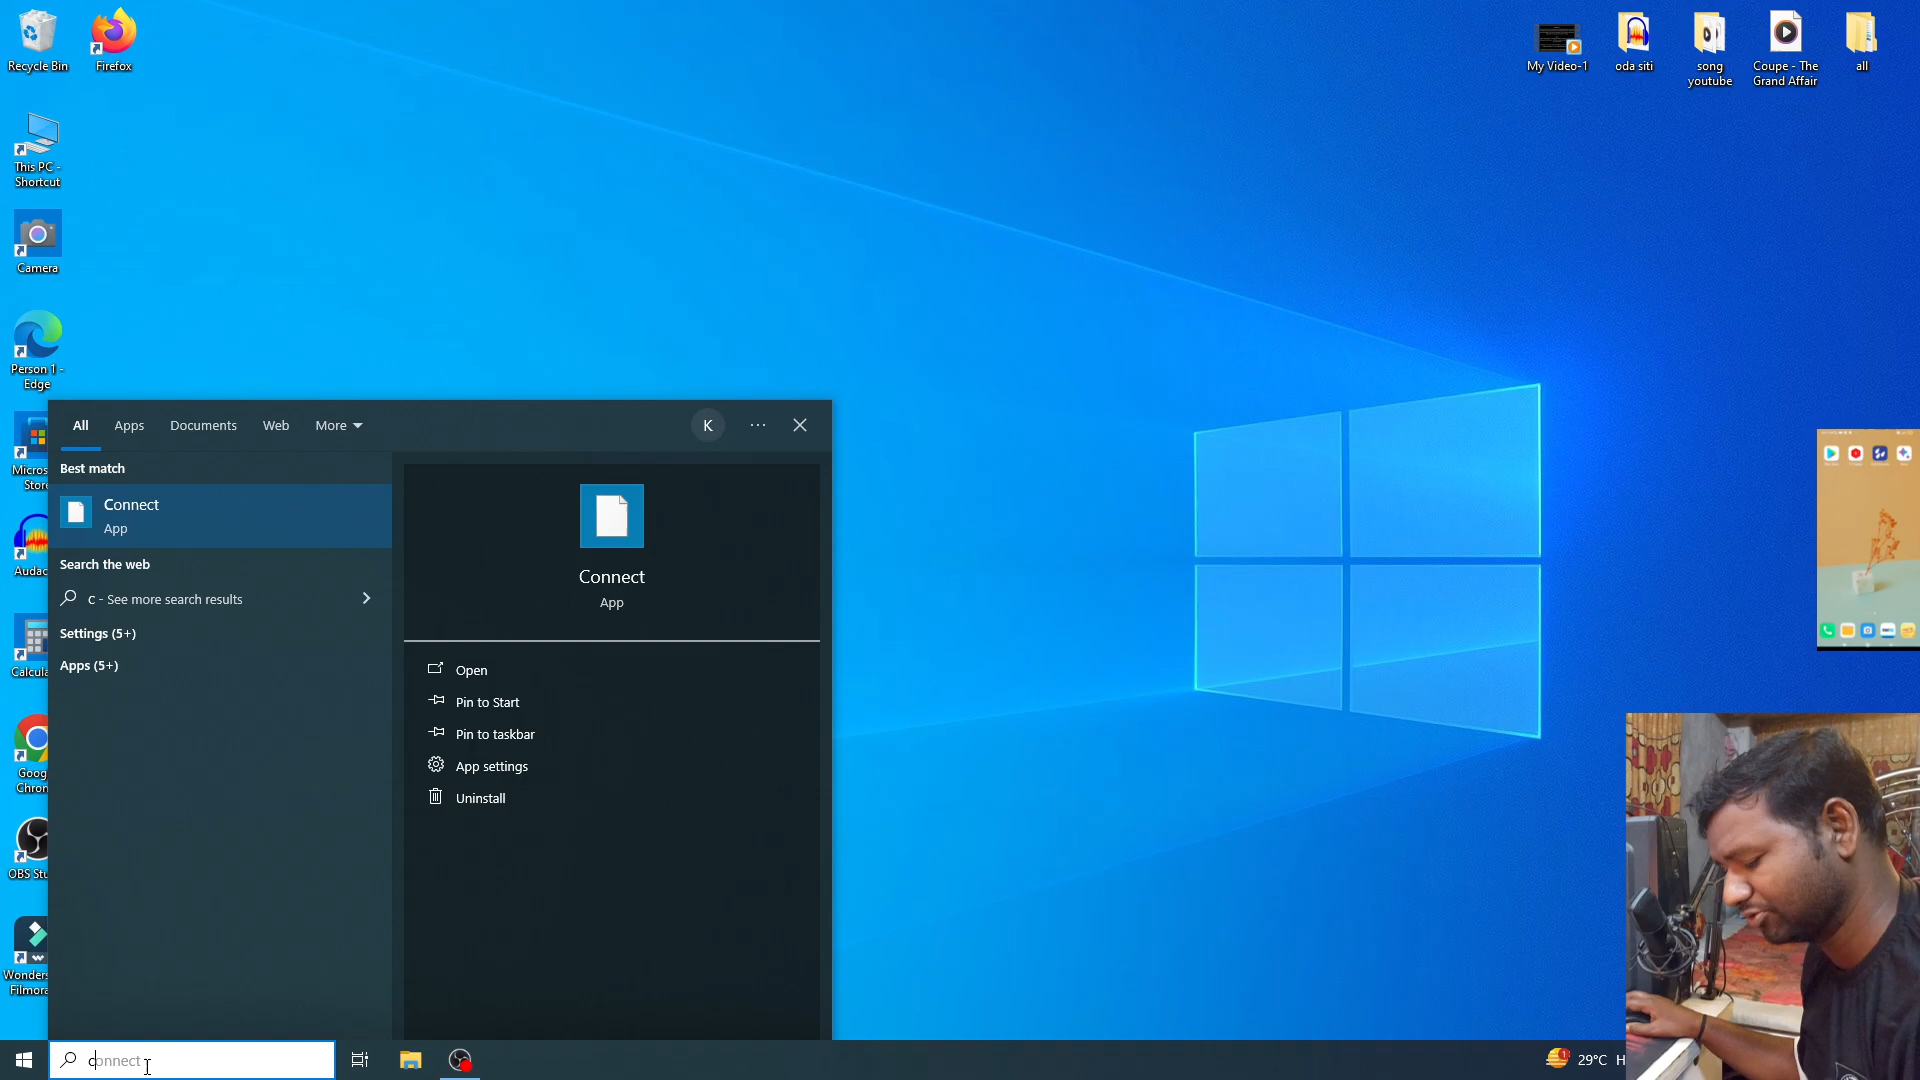 Recycle Bin
Firefox
This PC -
Shortcut
Camera
Person 1 -
Edge
Micros
Store
Audac
Calcula
Goog
Chron
OBS Stu
Wonders
Filmora
My Video-1
oda siti
song
youtube
Coupe - The
Grand Affair
all
All Apps Documents Web More K
Best match
Connect
App
Search the web
c - See more search results
Settings (5+)
Apps (5+)
Connect
App
Open
Pin to Start
Pin to taskbar
App settings
Uninstall
connect
1
29°C H